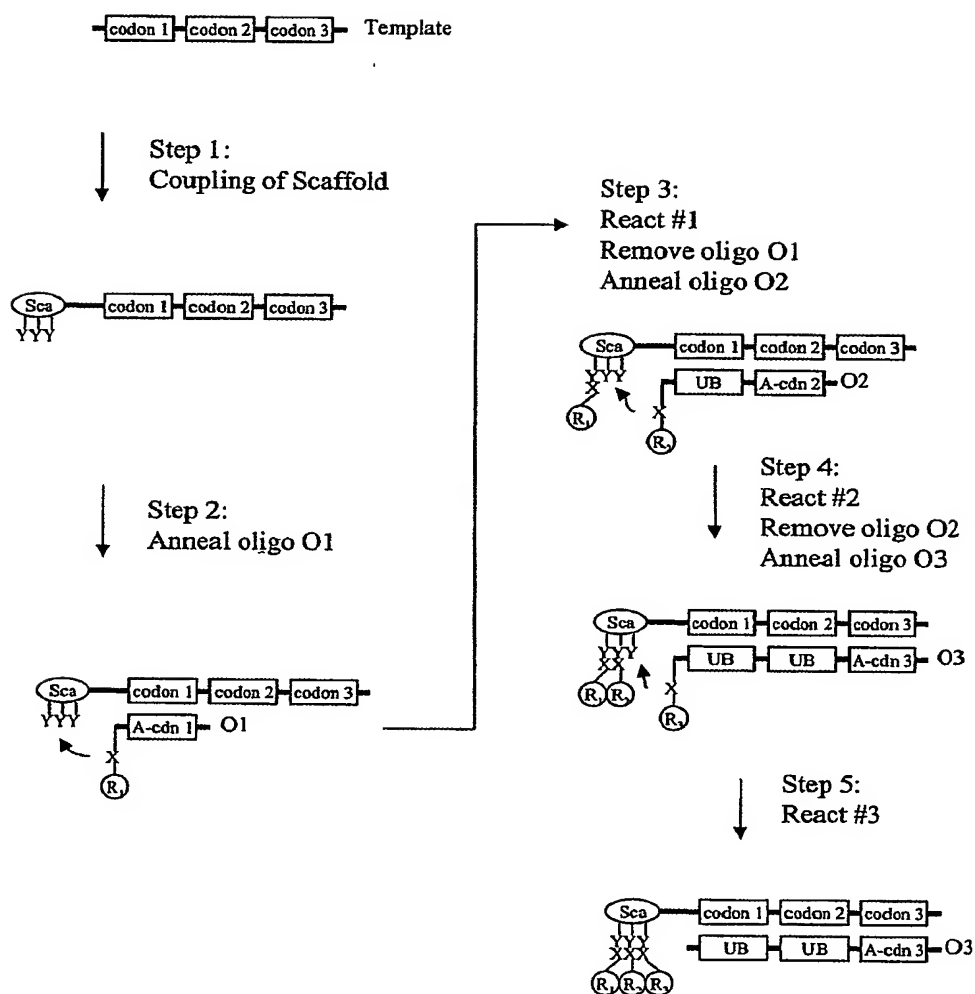 codon 1 codon 2 codon 3 Template
Step 1:
Coupling of Scaffold
Sca codon 1 codon 2 codon 3
Y Y Y
Step 2:
Anneal oligo O1
Sca codon 1 codon 2 codon 3
Y Y Y
A-cdn 1 O1
X
R₁
Step 3:
React #1
Remove oligo O1
Anneal oligo O2
Sca codon 1 codon 2 codon 3
Y Y Y
UB A-cdn 2 O2
X X
R₁ R₂
Step 4:
React #2
Remove oligo O2
Anneal oligo O3
Sca codon 1 codon 2 codon 3
Y Y Y
UB UB A-cdn 3 O3
X X X
R₁ R₂ R₃
Step 5:
React #3
Sca codon 1 codon 2 codon 3
Y Y Y
UB UB A-cdn 3 O3
X X X
R₁ R₂ R₃